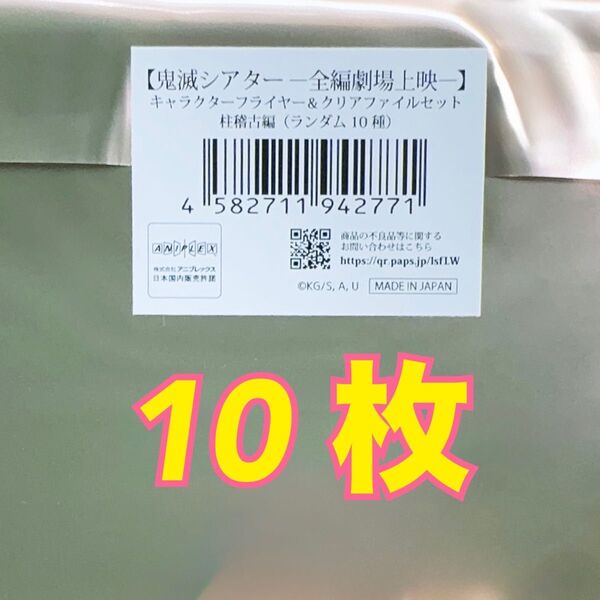 【鬼滅シアター ―全編劇場上映―】
キャラクターフライヤー＆クリアファイルセット
柱稽古編（ランダム 10 種）
4 582711 942771
ANIPLEX
株式会社 アニプレックス
日本国内販売許諾
商品の不良品等に関する
お問い合わせはこちら
https://qr.paps.jp/lsfLW
©KG/S, A, U
MADE IN JAPAN
10 枚